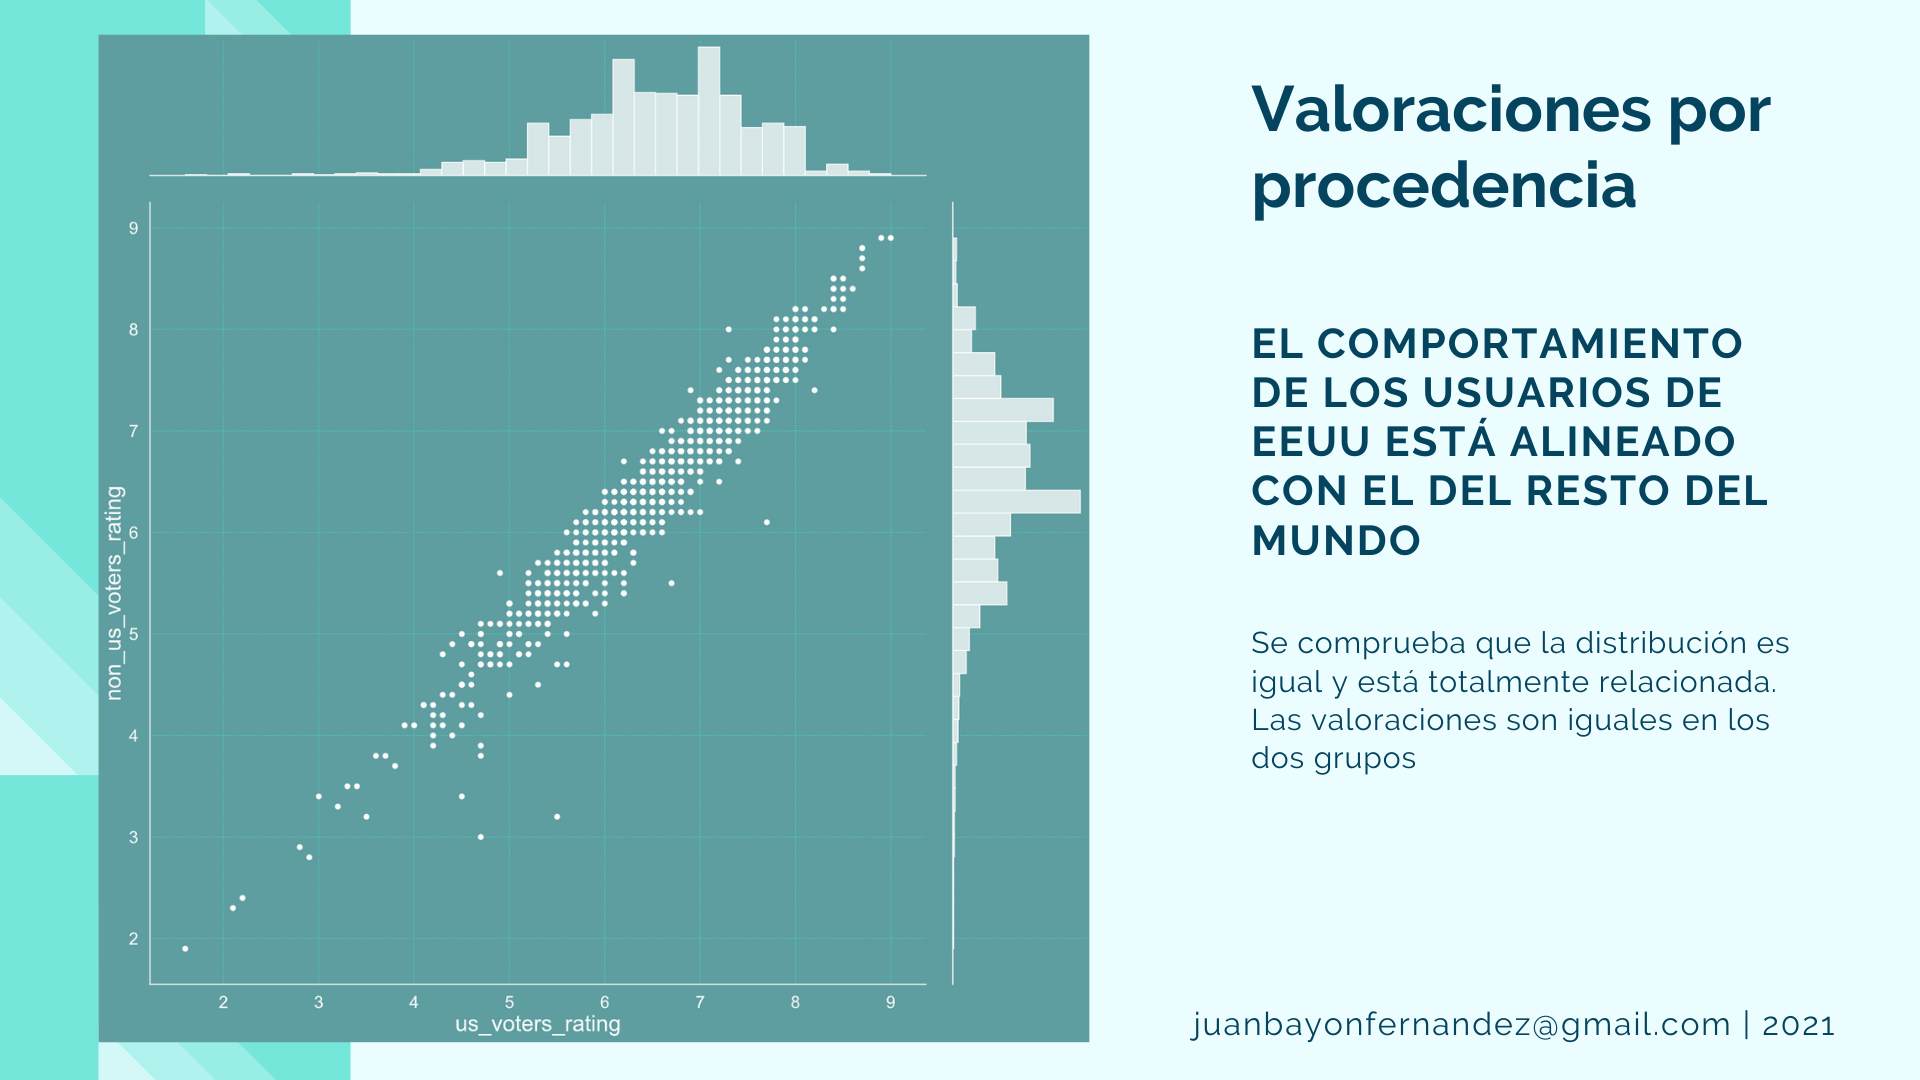 Valoraciones por
procedencia
EL COMPORTAMIENTO
DE LOS USUARIOS DE
EEUU ESTÁ ALINEADO
CON EL DEL RESTO DEL
MUNDO
Se comprueba que la distribución es
igual y está totalmente relacionada.
Las valoraciones son iguales en los
dos grupos
juanbayonfernandez@gmail.com | 2021
non_us_voters_rating
9
8
7
6
5
4
3
2
2 3 4 5 6 7 8 9
us_voters_rating